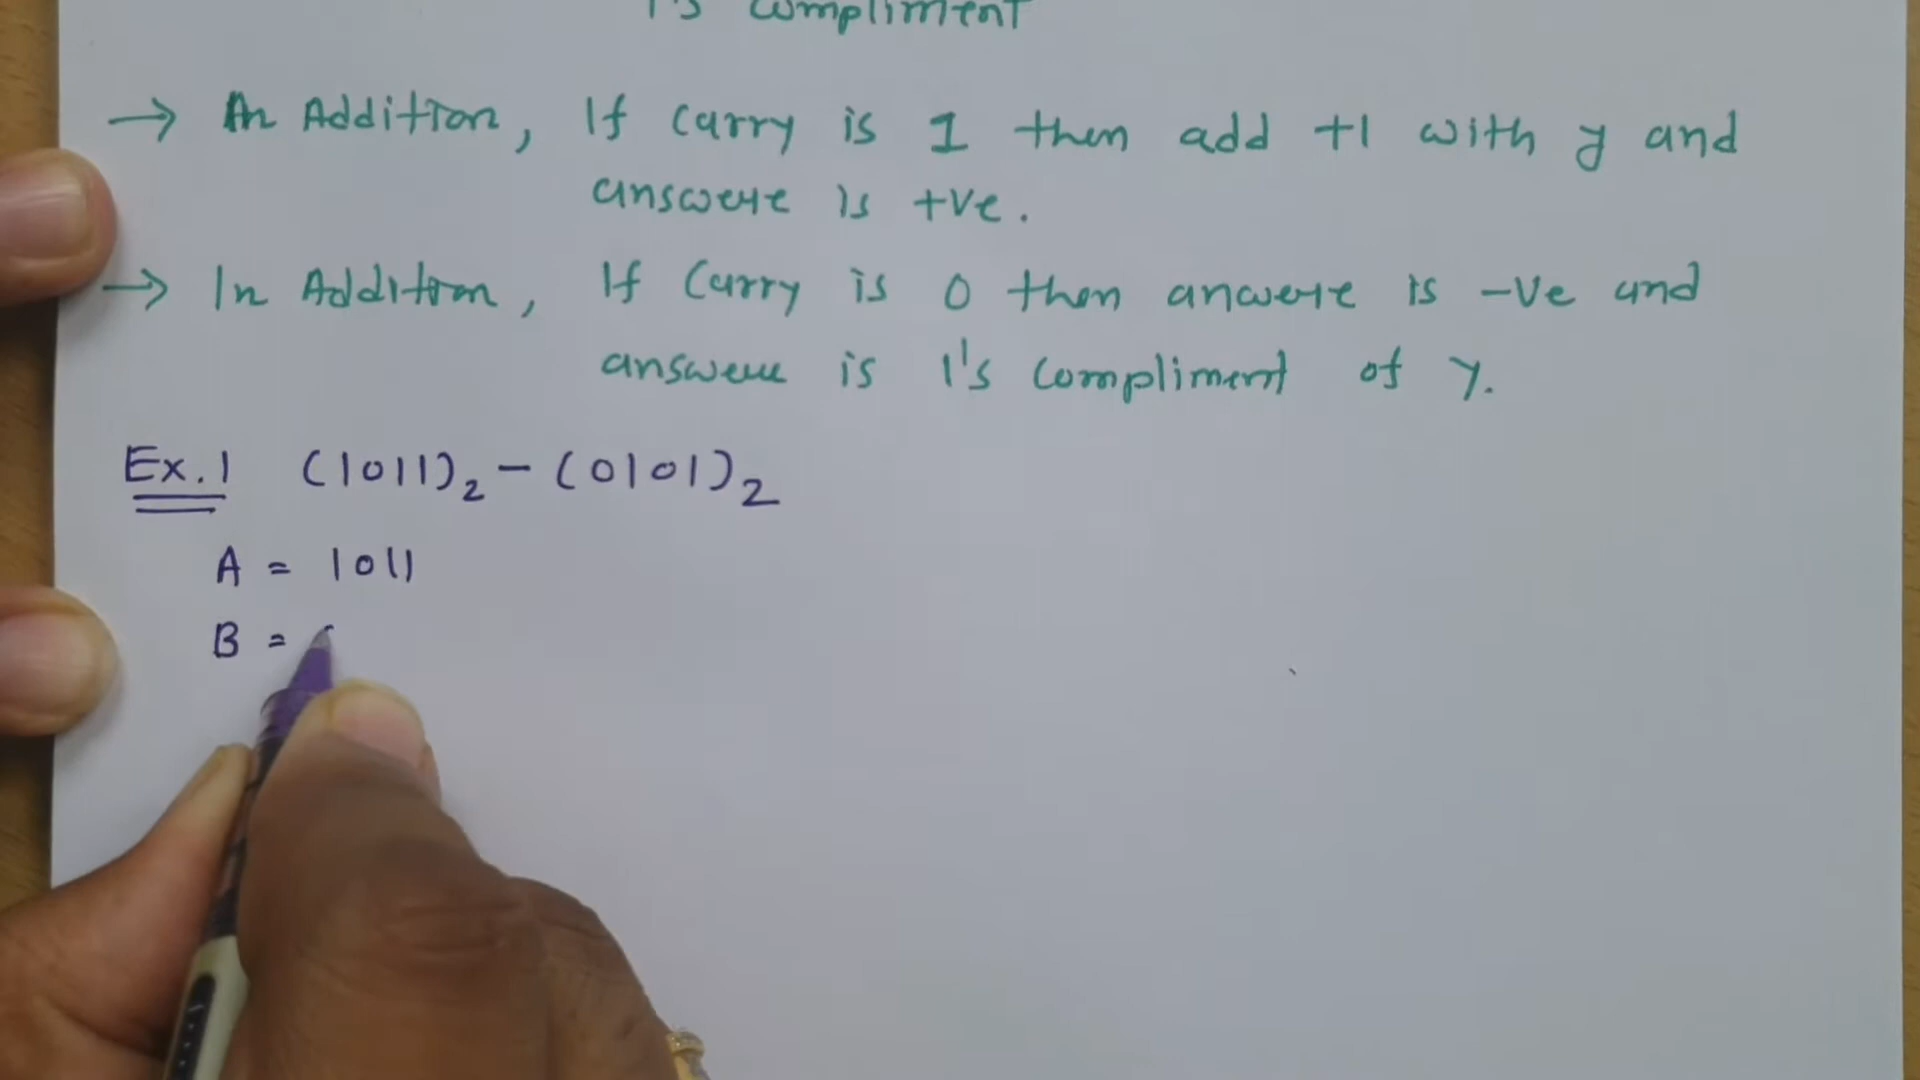 1's compliment
→ In Addition, If carry is 1 then add +1 with y and
answere is +ve.
→ In Addition, If Carry is 0 then anwere is -ve and
answere is 1's compliment of y.
Ex.1 (1011)2 - (0101)2
A = 1011
B =